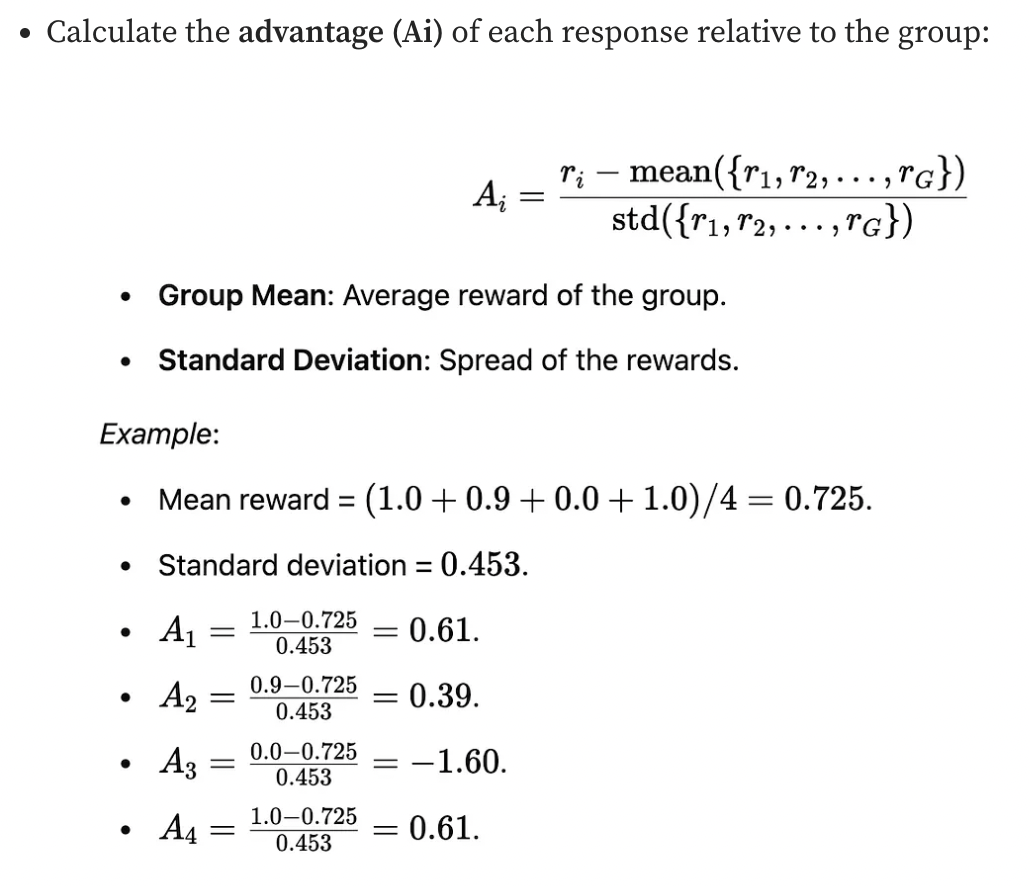 • Calculate the advantage (Ai) of each response relative to the group:
A_i = \frac{r_i - mean(\{r_1, r_2, ..., r_G\})}{std(\{r_1, r_2, ..., r_G\})}
• Group Mean: Average reward of the group.
• Standard Deviation: Spread of the rewards.
Example:
• Mean reward = (1.0 + 0.9 + 0.0 + 1.0)/4 = 0.725.
• Standard deviation = 0.453.
• A_1 = \frac{1.0-0.725}{0.453} = 0.61.
• A_2 = \frac{0.9-0.725}{0.453} = 0.39.
• A_3 = \frac{0.0-0.725}{0.453} = -1.60.
• A_4 = \frac{1.0-0.725}{0.453} = 0.61.